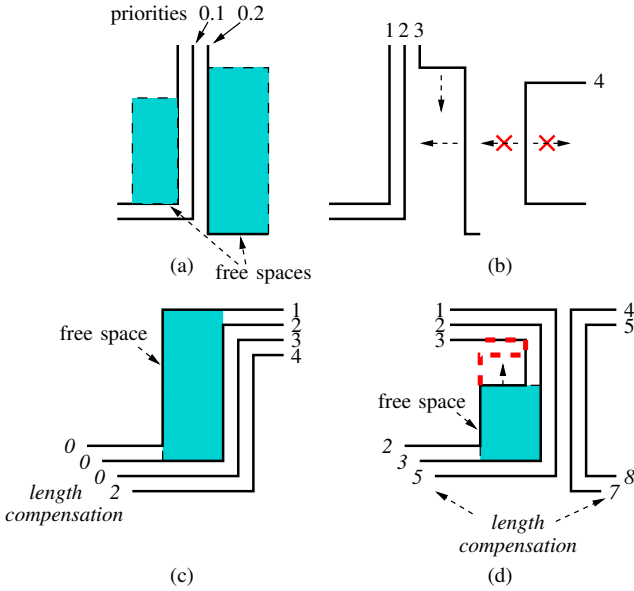 priorities 0.1 0.2
1 2 3
4
(a)
(b)
free spaces
1
2
3
4
free space
0
0
0
2
length
compensation
(c)
1
2
3
4
5
free space
2
3
5
8
7
length
compensation
(d)